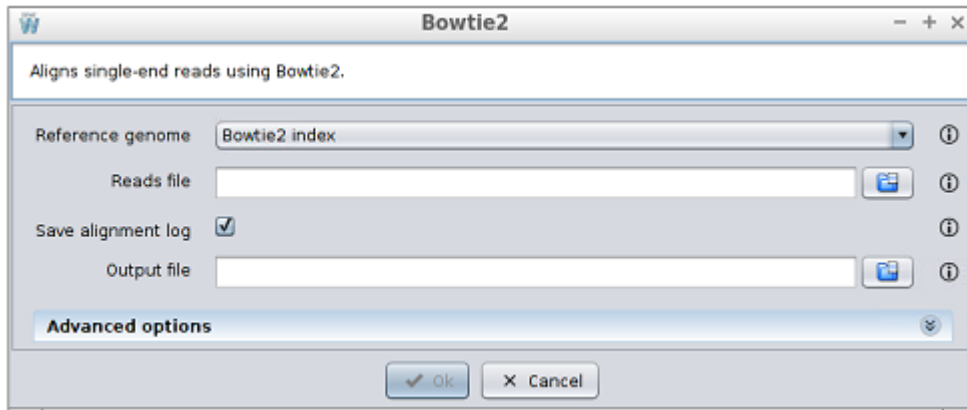 Bowtie2
Aligns single-end reads using Bowtie2.
Reference genome Bowtie2 index
Reads file
Save alignment log
Output file
Advanced options
Ok Cancel